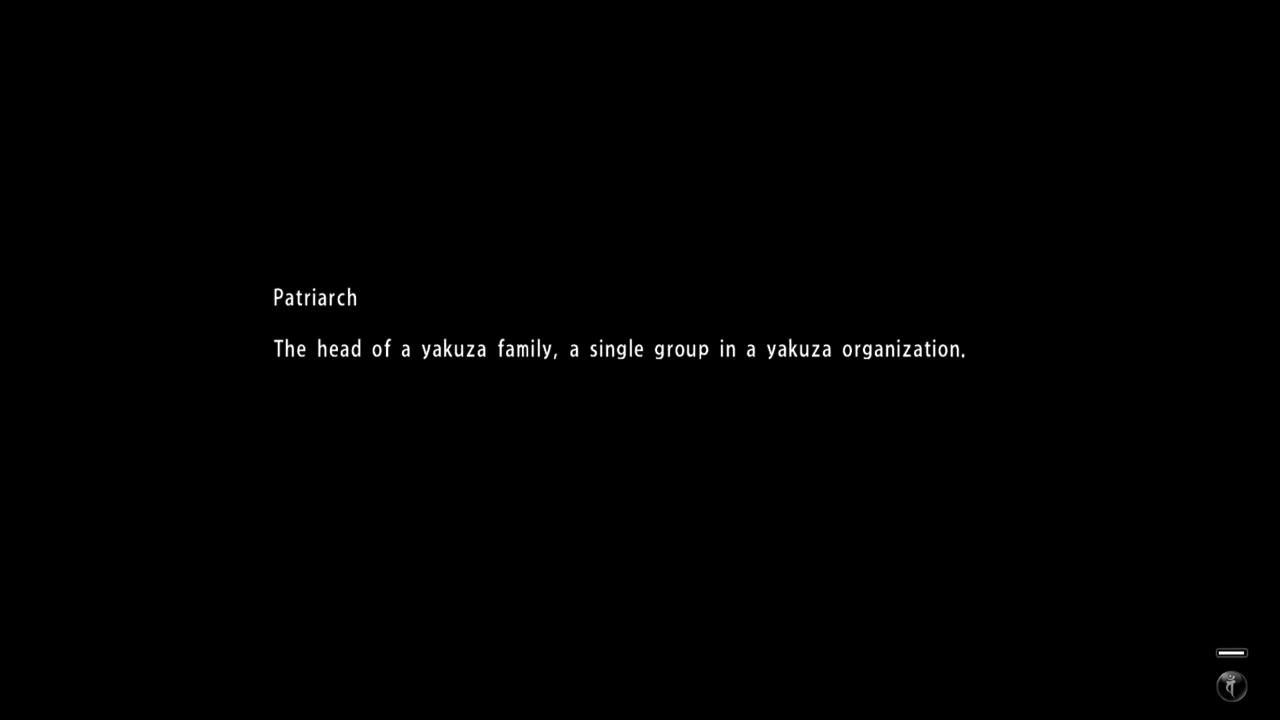 Patriarch
The head of a yakuza family, a single group in a yakuza organization.